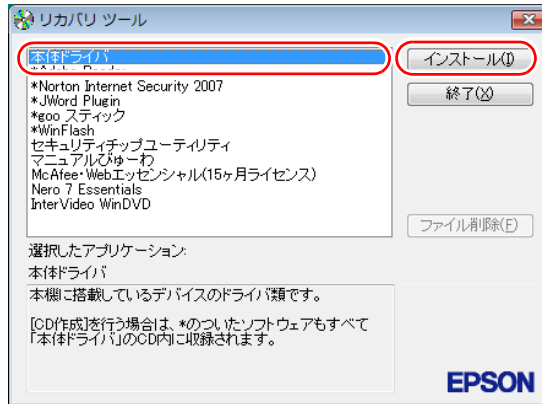 リカバリ ツール
本体ドライバ
*Adobe Reader
*Norton Internet Security 2007
*JWord Plugin
*goo スティック
*WinFlash
セキュリティチップユーティリティ
マニュアルびゅーわ
McAfee・Webエッセンシャル(15ヶ月ライセンス)
Nero 7 Essentials
InterVideo WinDVD
インストール(I)
終了(X)
ファイル削除(F)
選択したアプリケーション:
本体ドライバ
本機に搭載しているデバイスのドライバ類です。
[CD作成]を行う場合は、*のついたソフトウェアもすべて
「本体ドライバ」のCD内に収録されます。
EPSON